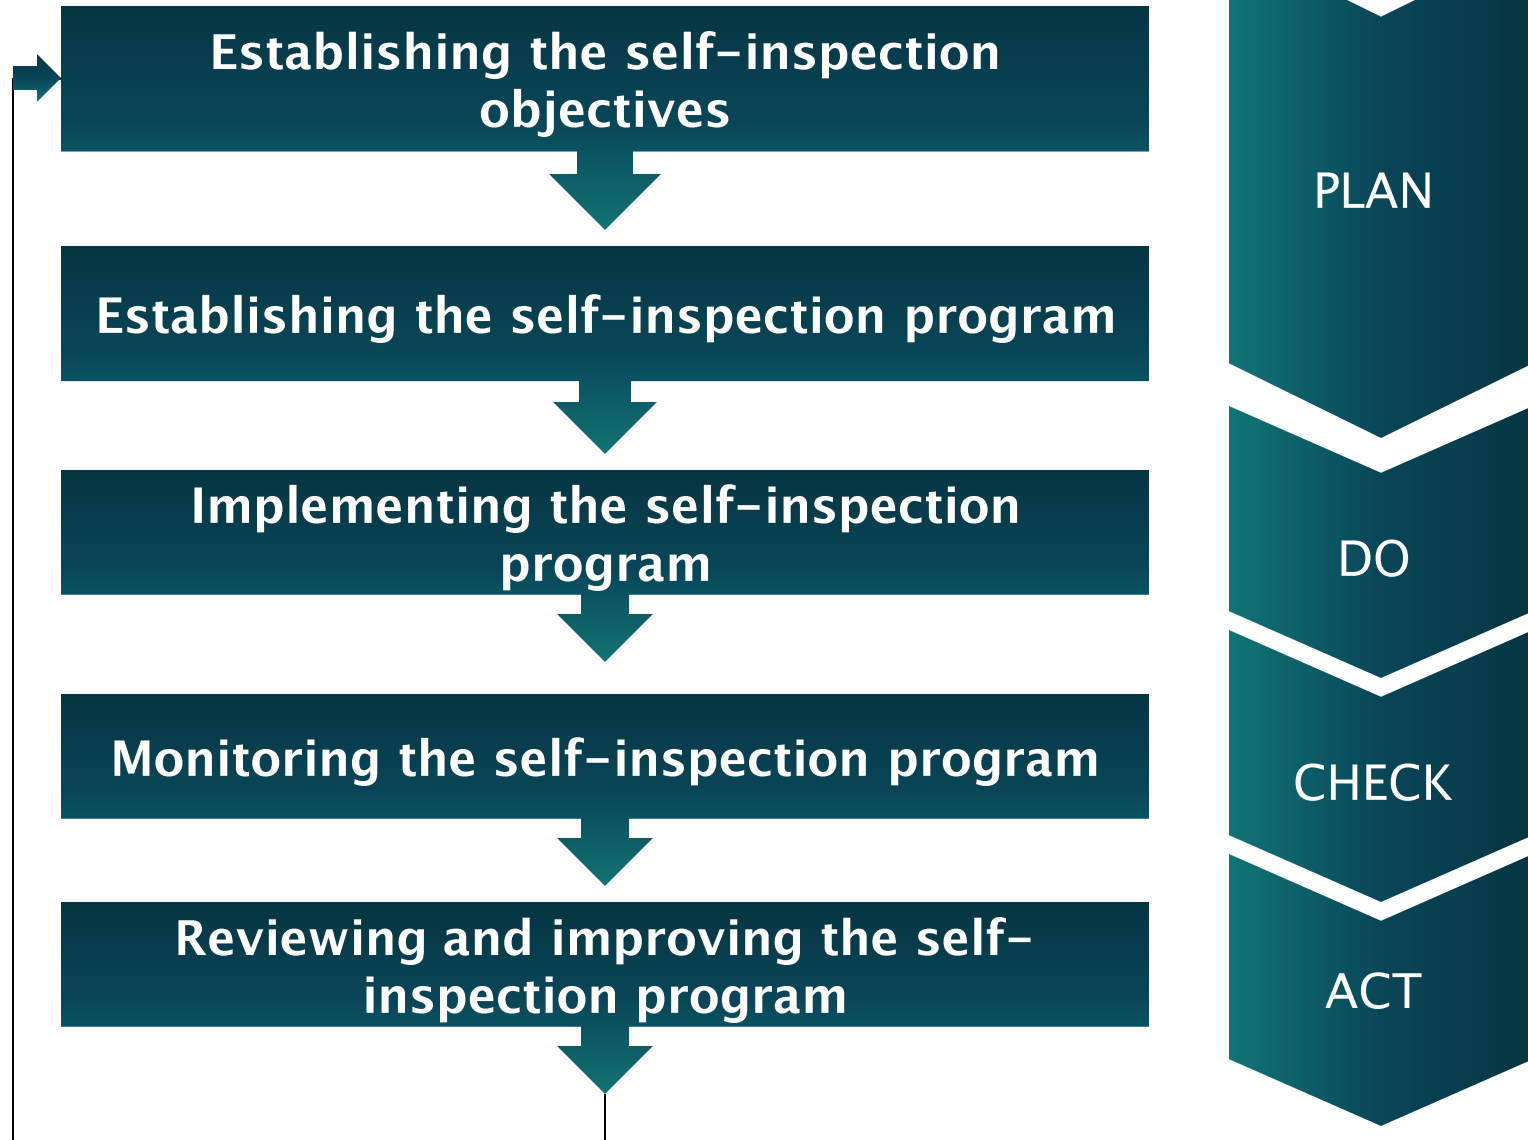 Establishing the self-inspection
objectives
Establishing the self-inspection program
Implementing the self-inspection
program
Monitoring the self-inspection program
Reviewing and improving the self-
inspection program
PLAN
DO
CHECK
ACT